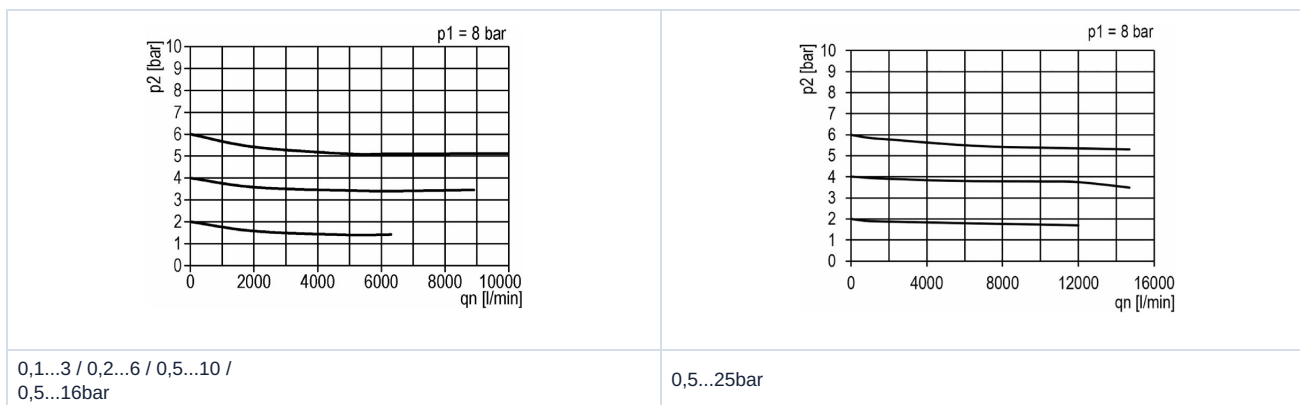 p1 = 8 bar
p2 [bar]
10
9
8
7
6
5
4
3
2
1
0
0 2000 4000 6000 8000 10000
qn [l/min]
p1 = 8 bar
p2 [bar]
10
9
8
7
6
5
4
3
2
1
0
0 4000 8000 12000 16000
qn [l/min]
0,1...3 / 0,2...6 / 0,5...10 /
0,5...16bar
0,5...25bar